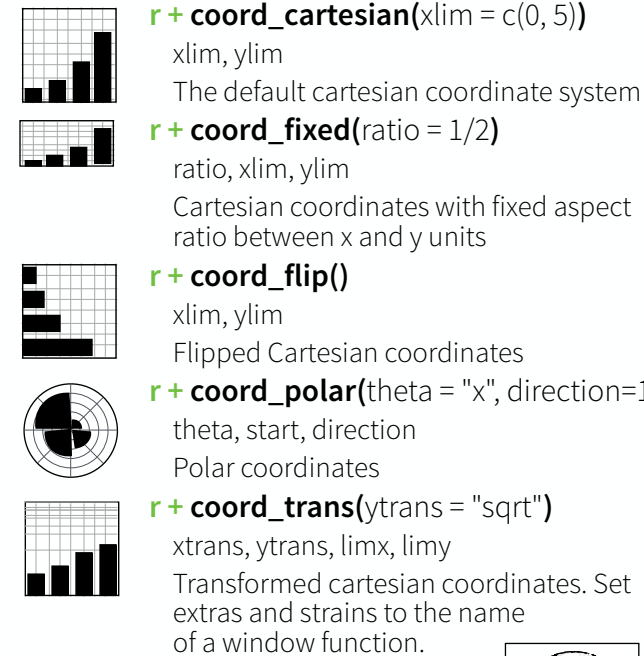 r + coord_cartesian(xlim = c(0, 5))
xlim, ylim
The default cartesian coordinate system
r + coord_fixed(ratio = 1/2)
ratio, xlim, ylim
Cartesian coordinates with fixed aspect
ratio between x and y units
r + coord_flip()
xlim, ylim
Flipped Cartesian coordinates
r + coord_polar(theta = "x", direction=1
theta, start, direction
Polar coordinates
r + coord_trans(ytrans = "sqrt")
xtrans, ytrans, limx, limy
Transformed cartesian coordinates. Set
extras and strains to the name
of a window function.